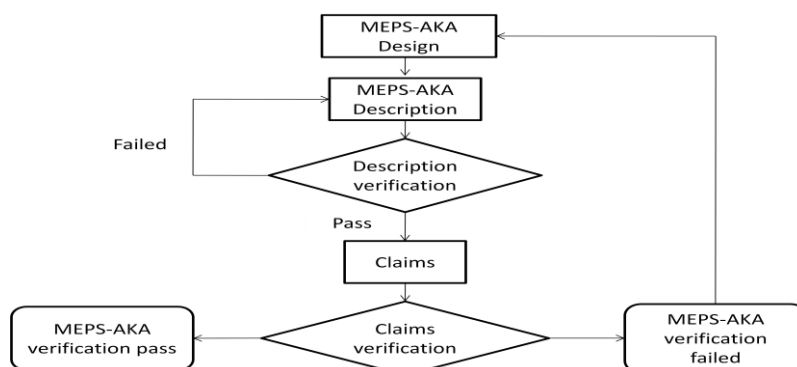 MEPS-AKA
Design
MEPS-AKA
Description
Failed
Description
verification
Pass
Claims
MEPS-AKA
verification pass
Claims
verification
MEPS-AKA
verification
failed